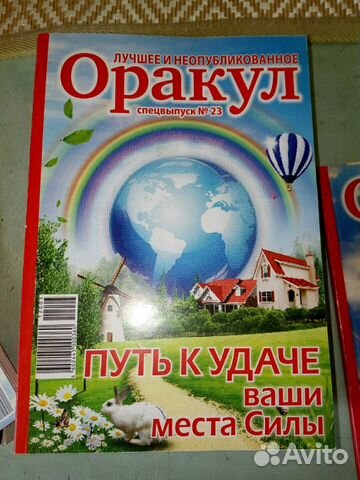 ЛУЧШЕЕ И НЕОПУБЛИКОВАННОЕ
Оракул
спецвыпуск № 23
ПУТЬ К УДАЧЕ
ваши
места Силы
Avito